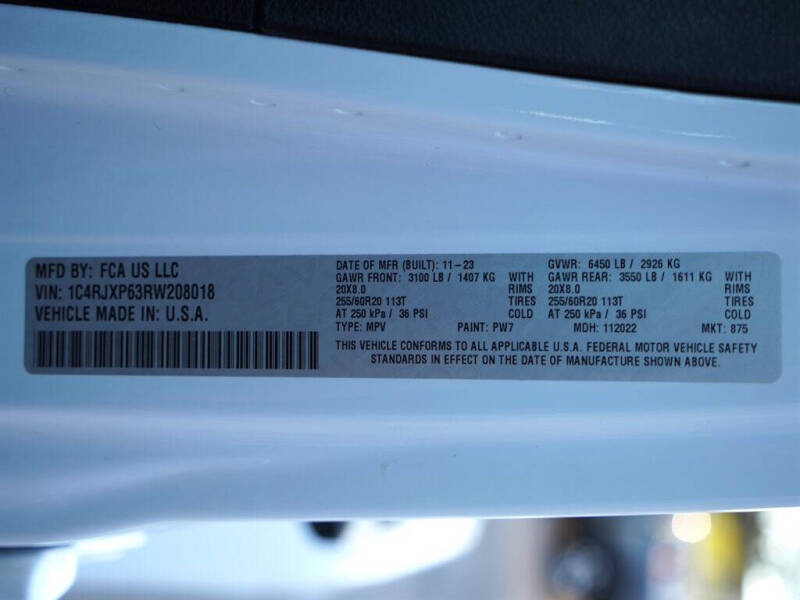 MFD BY: FCA US LLC
VIN: 1C4RJXP63RW208018
VEHICLE MADE IN: U.S.A.
DATE OF MFR (BUILT): 11-23 GVWR: 6450 LB / 2926 KG
GAWR FRONT: 3100 LB / 1407 KG WITH GAWR REAR: 3550 LB / 1611 KG WITH
20X8.0 RIMS 20X8.0 RIMS
255/60R20 113T TIRES 255/60R20 113T TIRES
AT 250 kPa / 36 PSI COLD AT 250 kPa / 36 PSI COLD
TYPE: MPV PAINT: PW7 MDH: 112022 MKT: 875
THIS VEHICLE CONFORMS TO ALL APPLICABLE U.S.A. FEDERAL MOTOR VEHICLE SAFETY
STANDARDS IN EFFECT ON THE DATE OF MANUFACTURE SHOWN ABOVE.